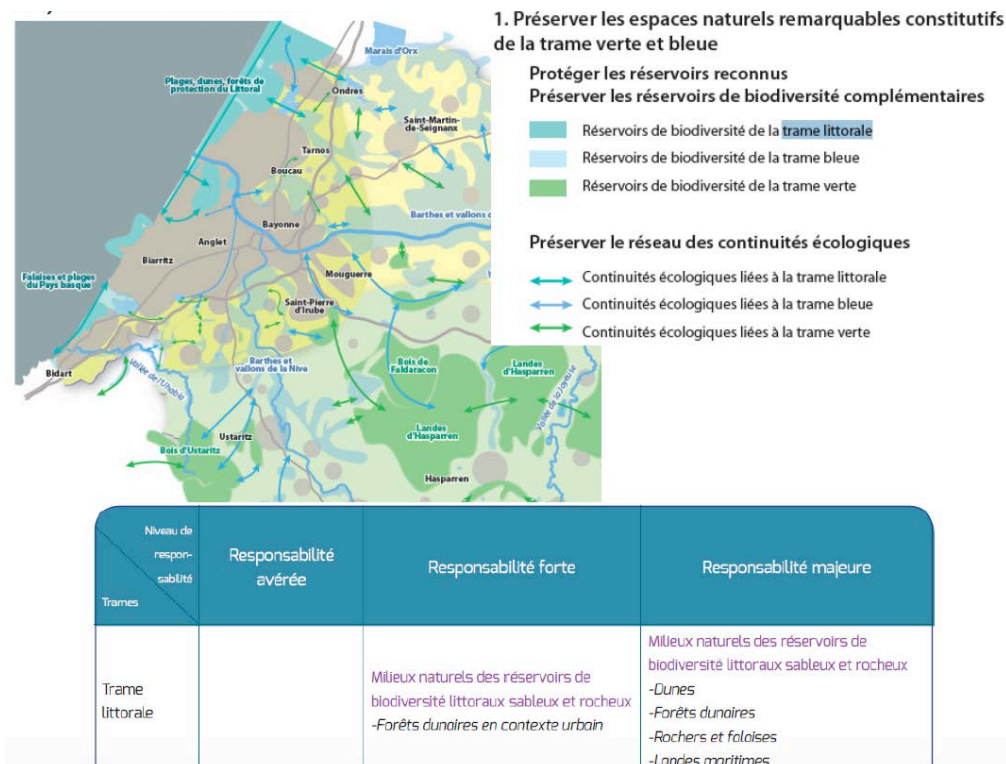 1. Préserver les espaces naturels remarquables constitutifs
de la trame verte et bleue
Protéger les réservoirs reconnus
Préserver les réservoirs de biodiversité complémentaires
Réservoirs de biodiversité de la trame littorale
Réservoirs de biodiversité de la trame bleue
Réservoirs de biodiversité de la trame verte
Préserver le réseau des continuités écologiques
Continuités écologiques liées à la trame littorale
Continuités écologiques liées à la trame bleue
Continuités écologiques liées à la trame verte
Marais d'Orx
Plages, dunes, forêts de
protection du Littoral
Ondres
Saint-Martin-
de-Seignanx
Tarnos
Boucau
Barthes et vallons
Bayonne
Anglet
Biarritz
Mouguerre
Falaises et plages
du Pays basque
Saint-Pierre
d'Irube
Bidart
Vallée de l'Uhabia
Barthes et
vallons de la Nive
Bois de
Faldaracon
Landes
d'Hasparren
Vallée de la Joyeuse
Ustaritz
Bois d'Ustaritz
Landes
d'Hasparren
Hasparren
Niveau de
respon-
sabilité
Trames
Responsabilité
avérée
Responsabilité forte
Responsabilité majeure
Trame
littorale
Milieux naturels des réservoirs de
biodiversité littoraux sableux et rocheux
-Forêts dunaires en contexte urbain
Milieux naturels des réservoirs de
biodiversité littoraux sableux et rocheux
-Dunes
-Forêts dunaires
-Rochers et falaises
-Landes maritimes